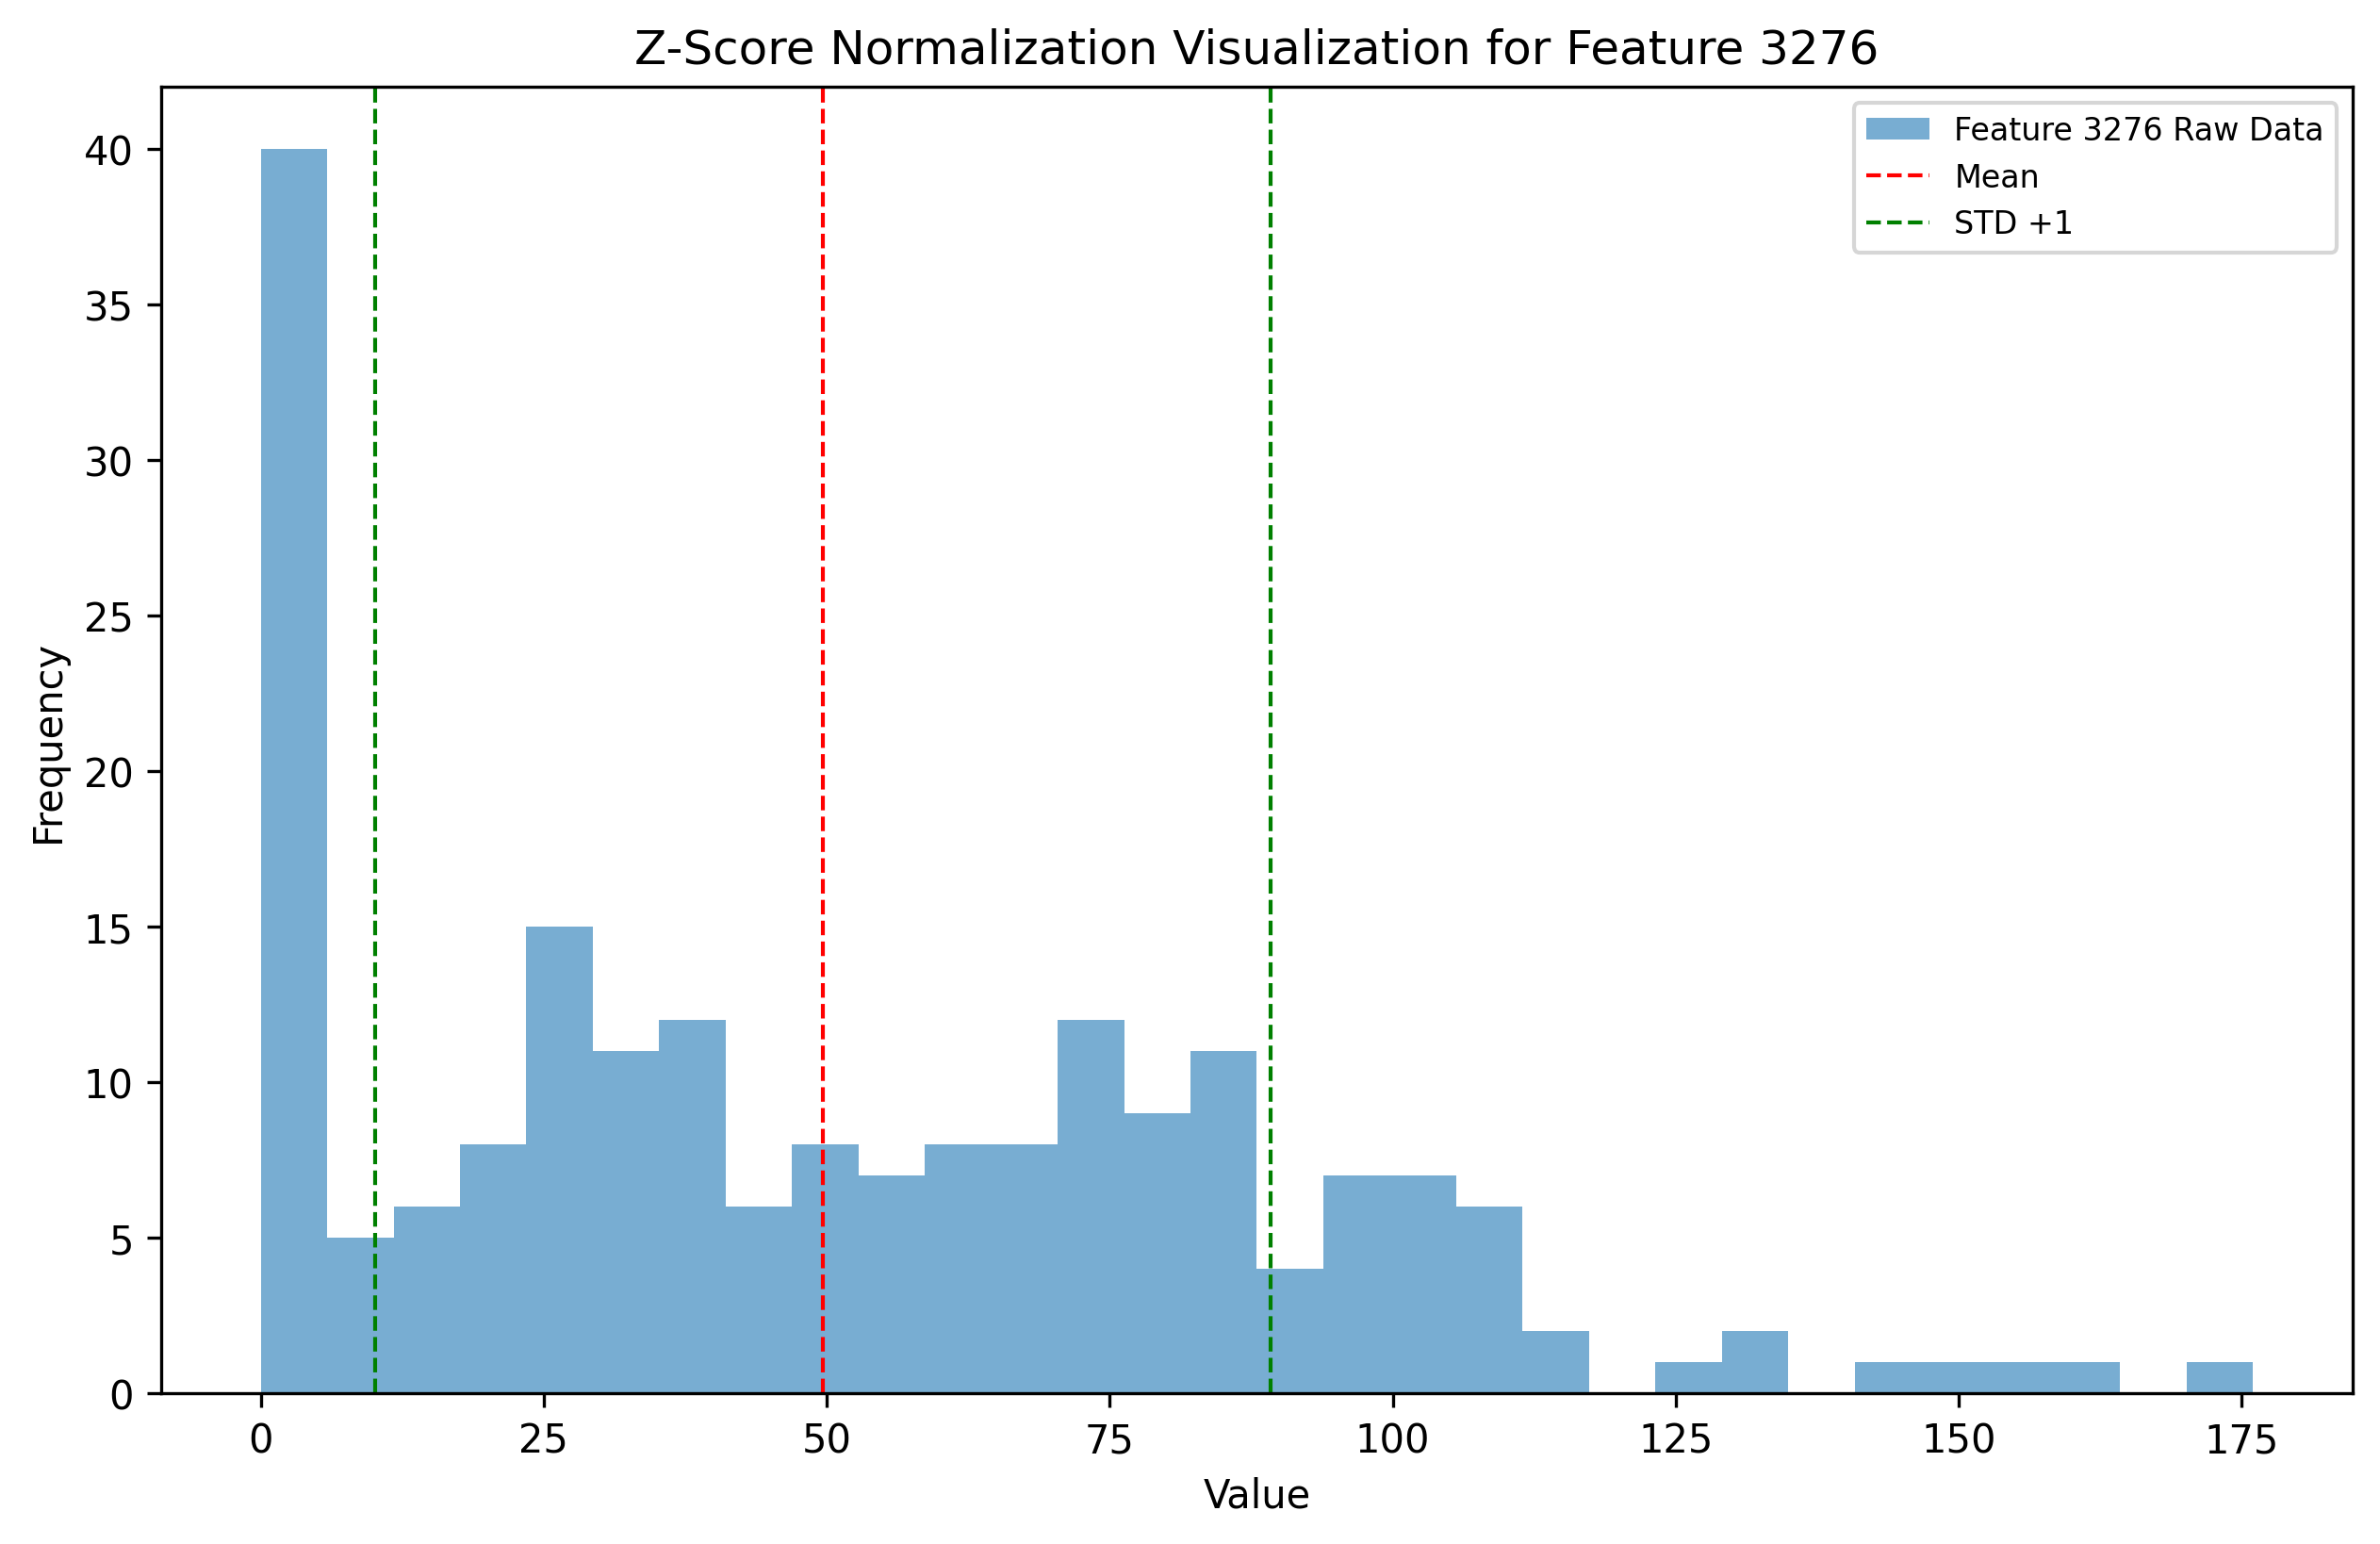 Z-Score Normalization Visualization for Feature 3276
Feature 3276 Raw Data
Mean
STD +1
Frequency
40
35
30
25
20
15
10
5
0
0 25 50 75 100 125 150 175
Value